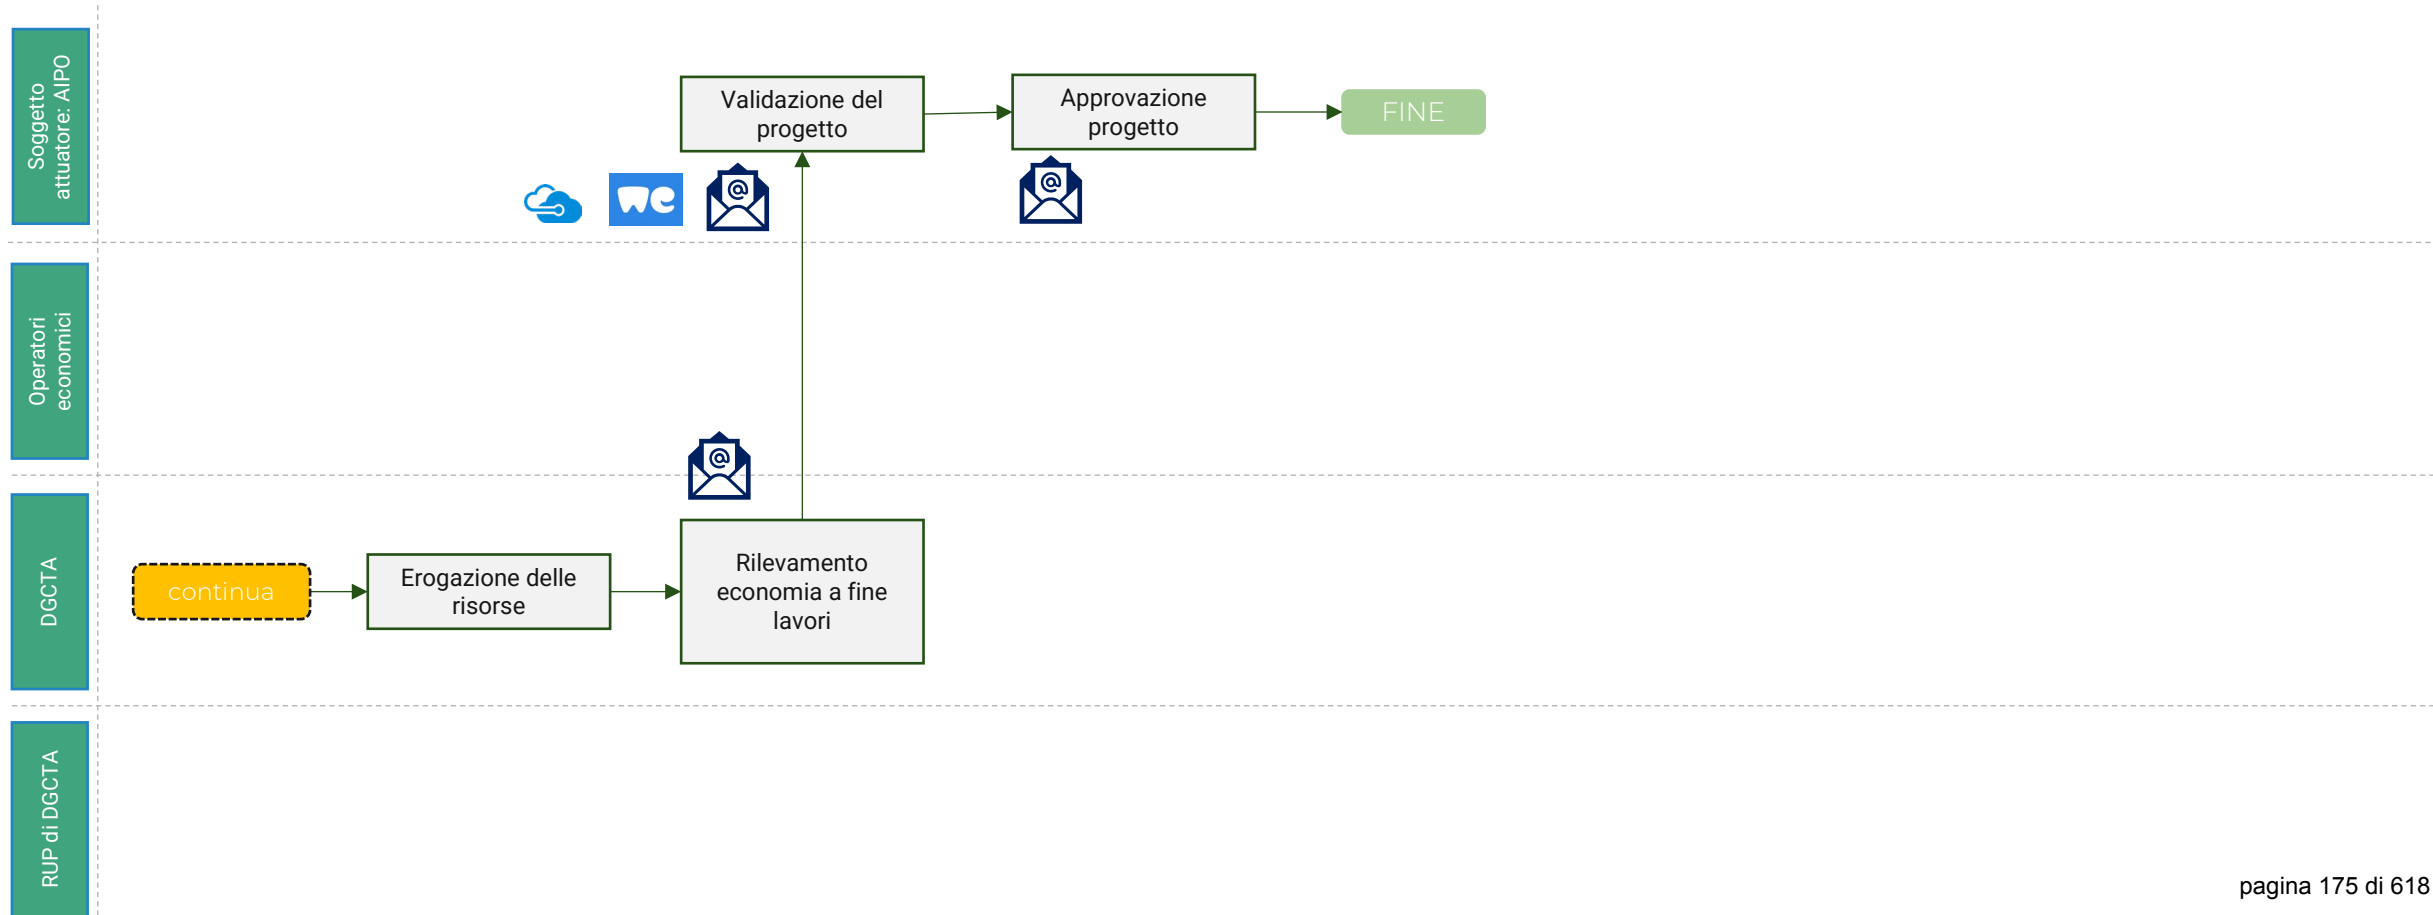 Soggetto
attuatore: AIPO
Validazione del
progetto
Approvazione
progetto
FINE
we
@
@
Operatori
economici
@
DGCTA
continua
Erogazione delle
risorse
Rilevamento
economia a fine
lavori
RUP di DGCTA
pagina 175 di 618